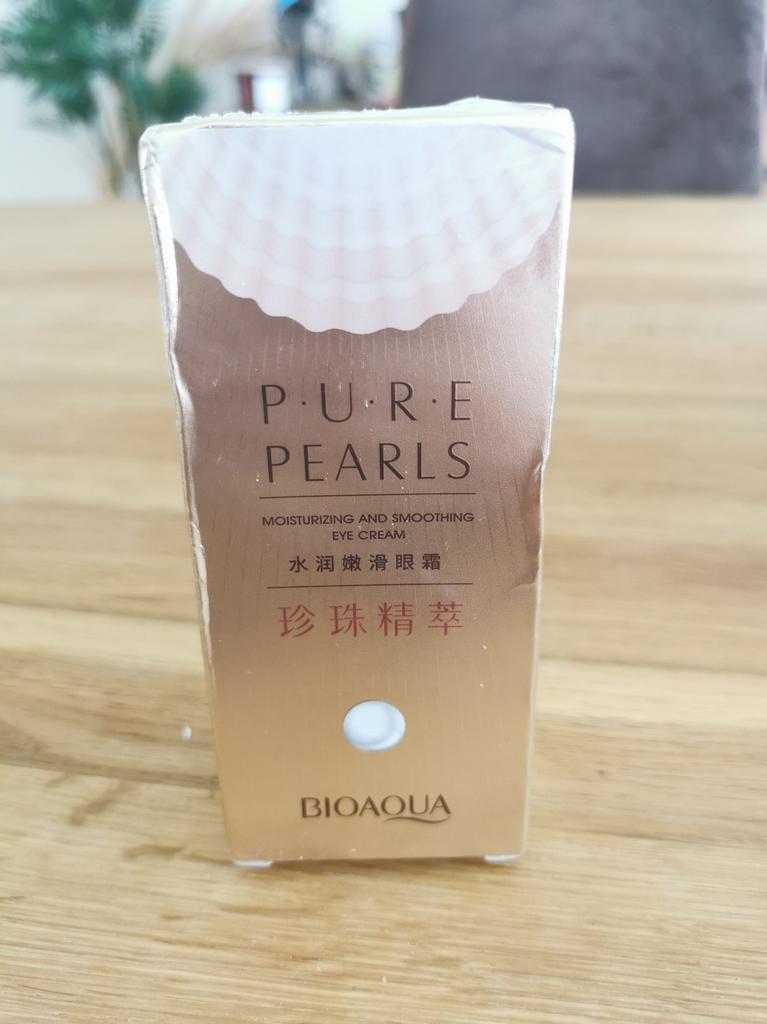 P·U·R·E
PEARLS
MOISTURIZING AND SMOOTHING
EYE CREAM
水润嫩滑眼霜
珍珠精萃
BIOAQUA